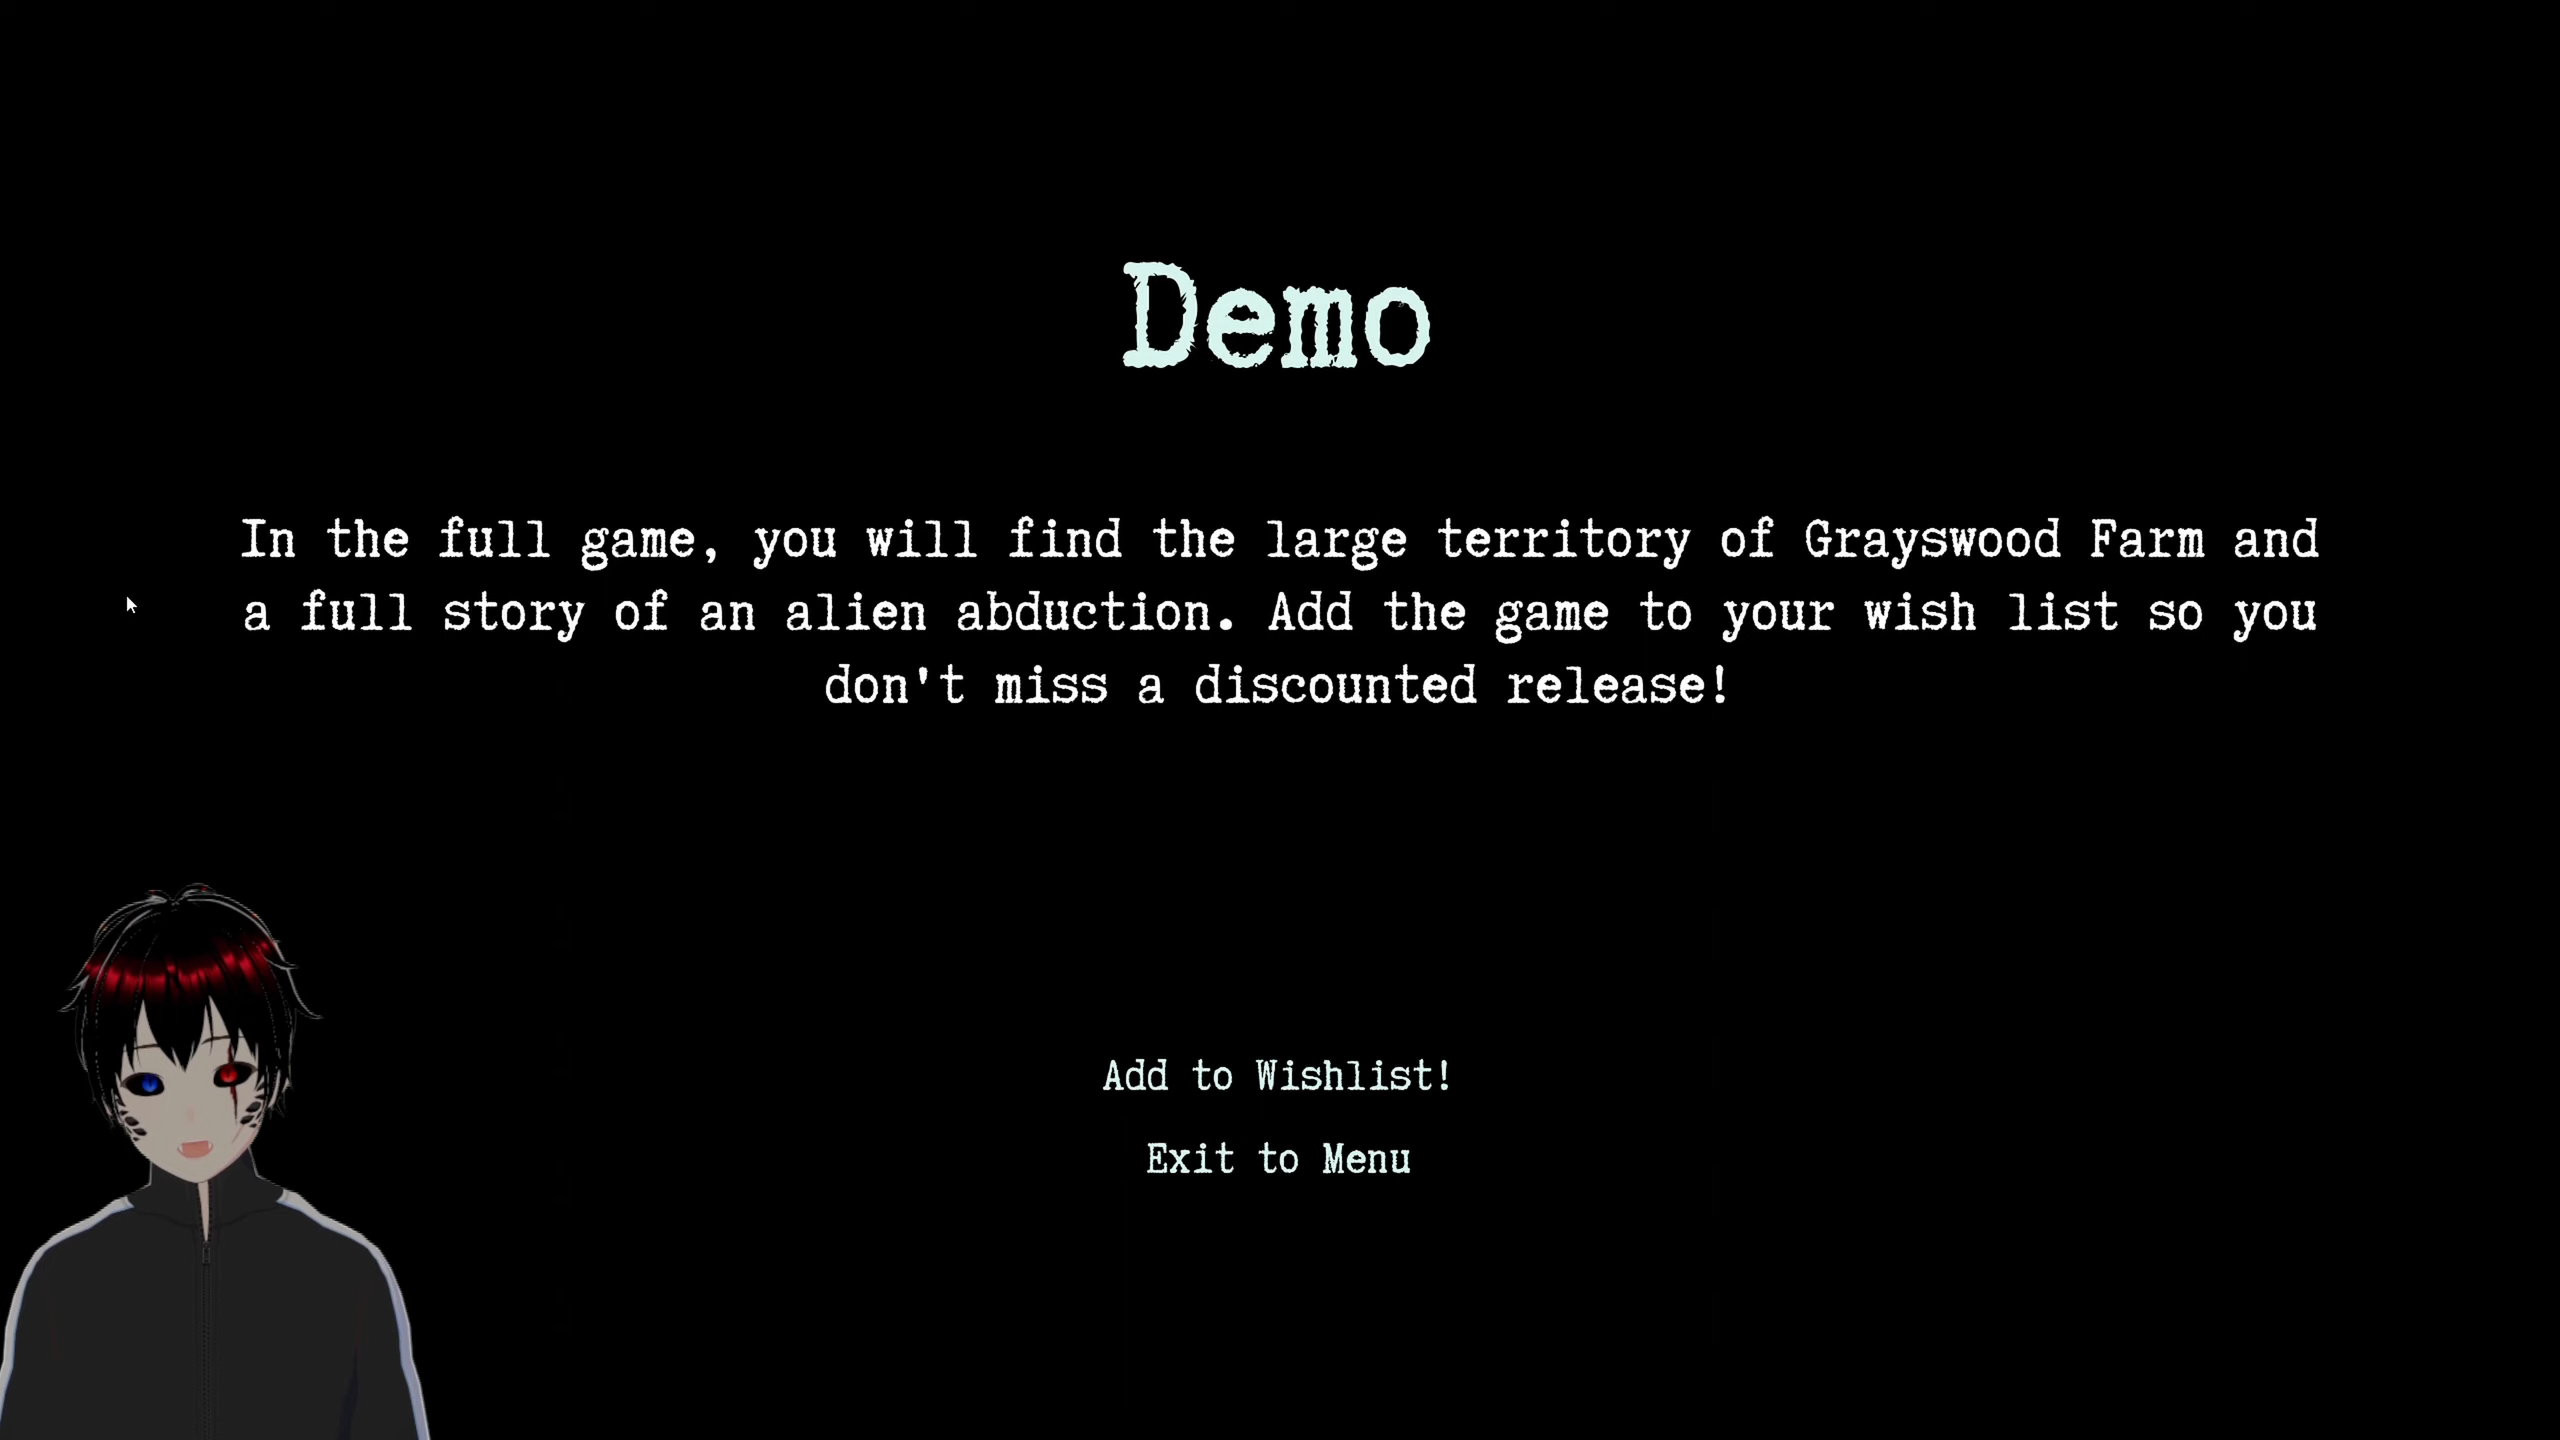 Demo
In the full game, you will find the large territory of Grayswood Farm and
a full story of an alien abduction. Add the game to your wish list so you
don't miss a discounted release!
Add to Wishlist!
Exit to Menu